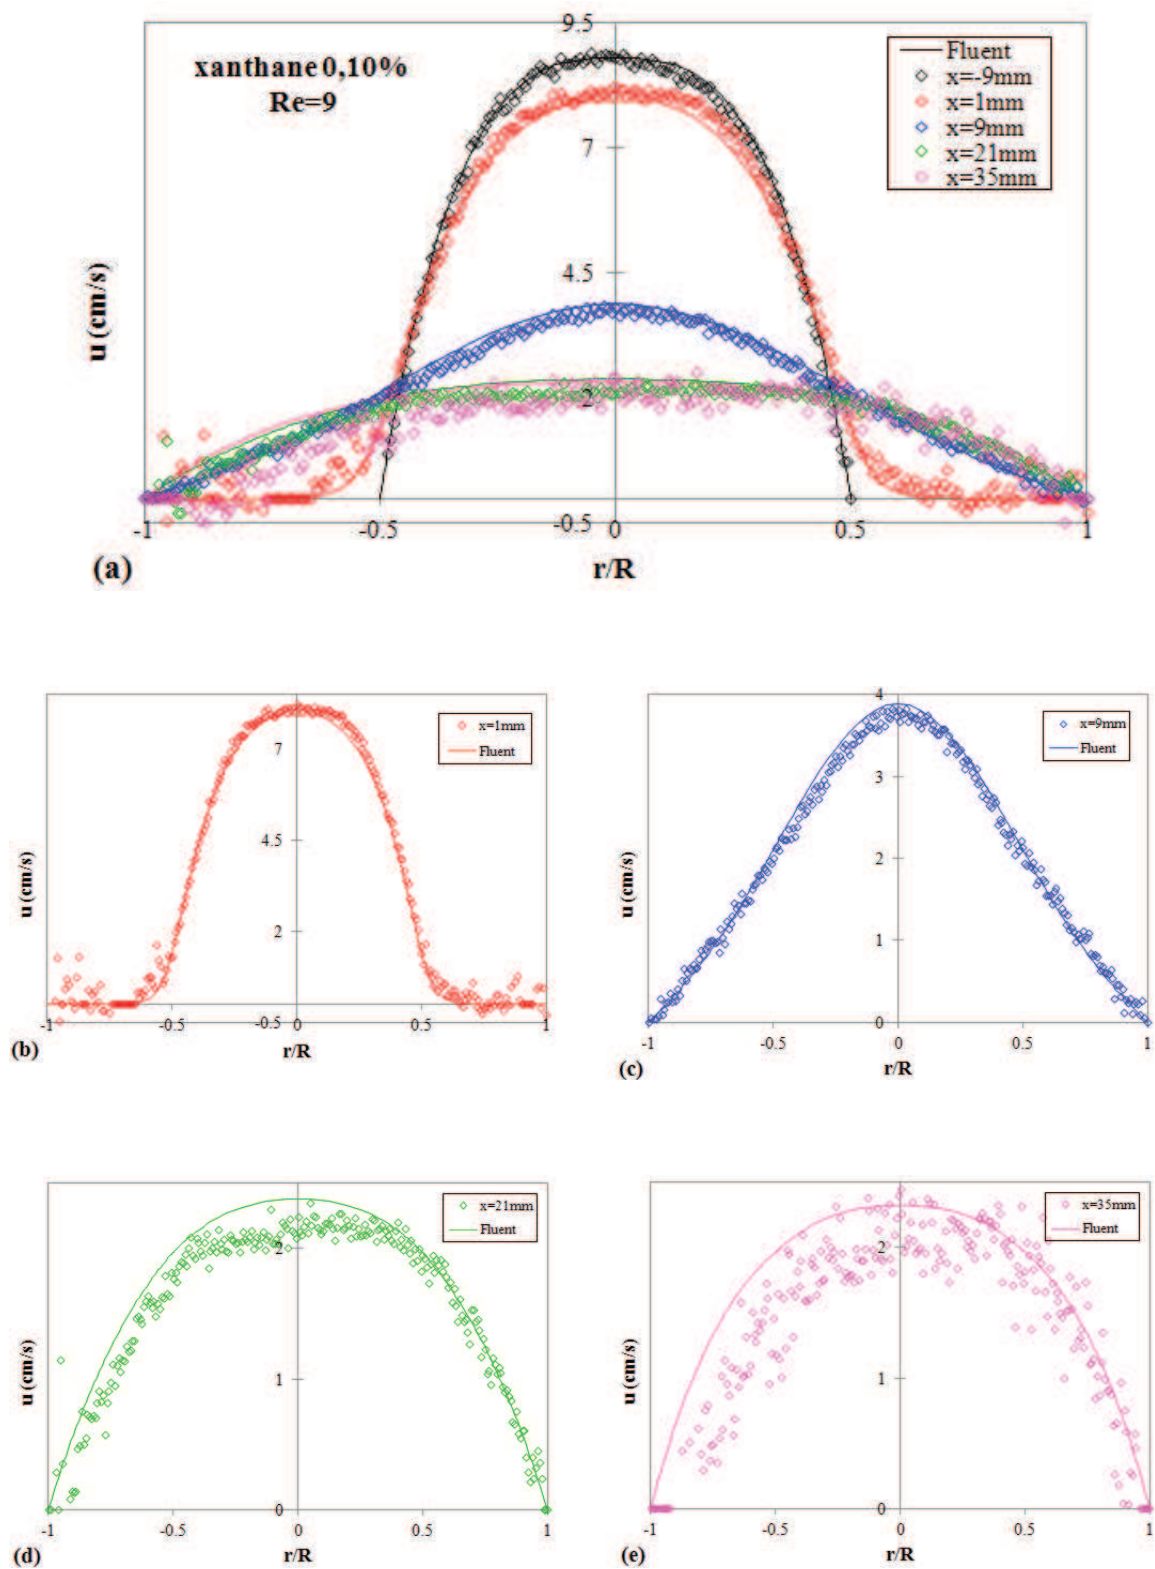 9.5
xanthane 0,10%
Re=9
Fluent
x=-9mm
x=1mm
x=9mm
x=21mm
x=35mm
7
4.5
2
-0.5
-1
-0.5
0
0.5
1
u (cm/s)
r/R
(a)
x=1mm
Fluent
7
4.5
2
-0.5
-1
-0.5
0
0.5
1
u (cm/s)
r/R
(b)
x=9mm
Fluent
4
3
2
1
0
-1
-0.5
0
0.5
1
u (cm/s)
r/R
(c)
x=21mm
Fluent
2
1
0
-1
-0.5
0
0.5
1
u (cm/s)
r/R
(d)
x=35mm
Fluent
2
1
0
-1
-0.5
0
0.5
1
u (cm/s)
r/R
(e)